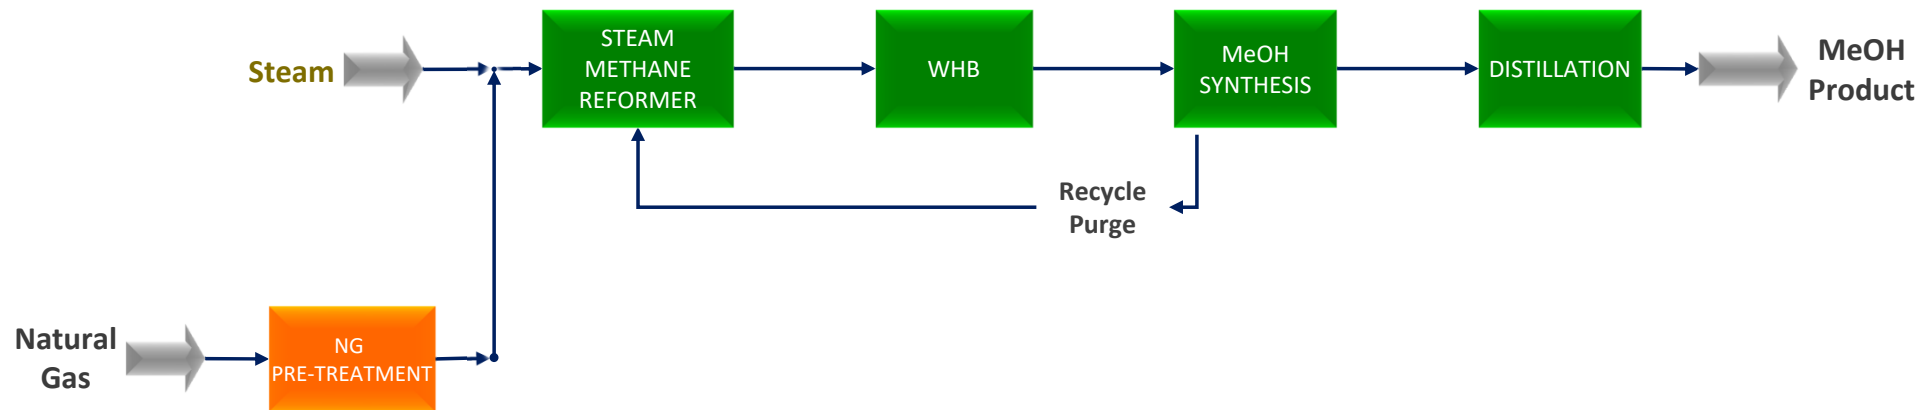 Steam
STEAM
METHANE
REFORMER
WHB
MeOH
SYNTHESIS
DISTILLATION
MeOH
Product
Recycle
Purge
Natural
Gas
NG
PRE-TREATMENT